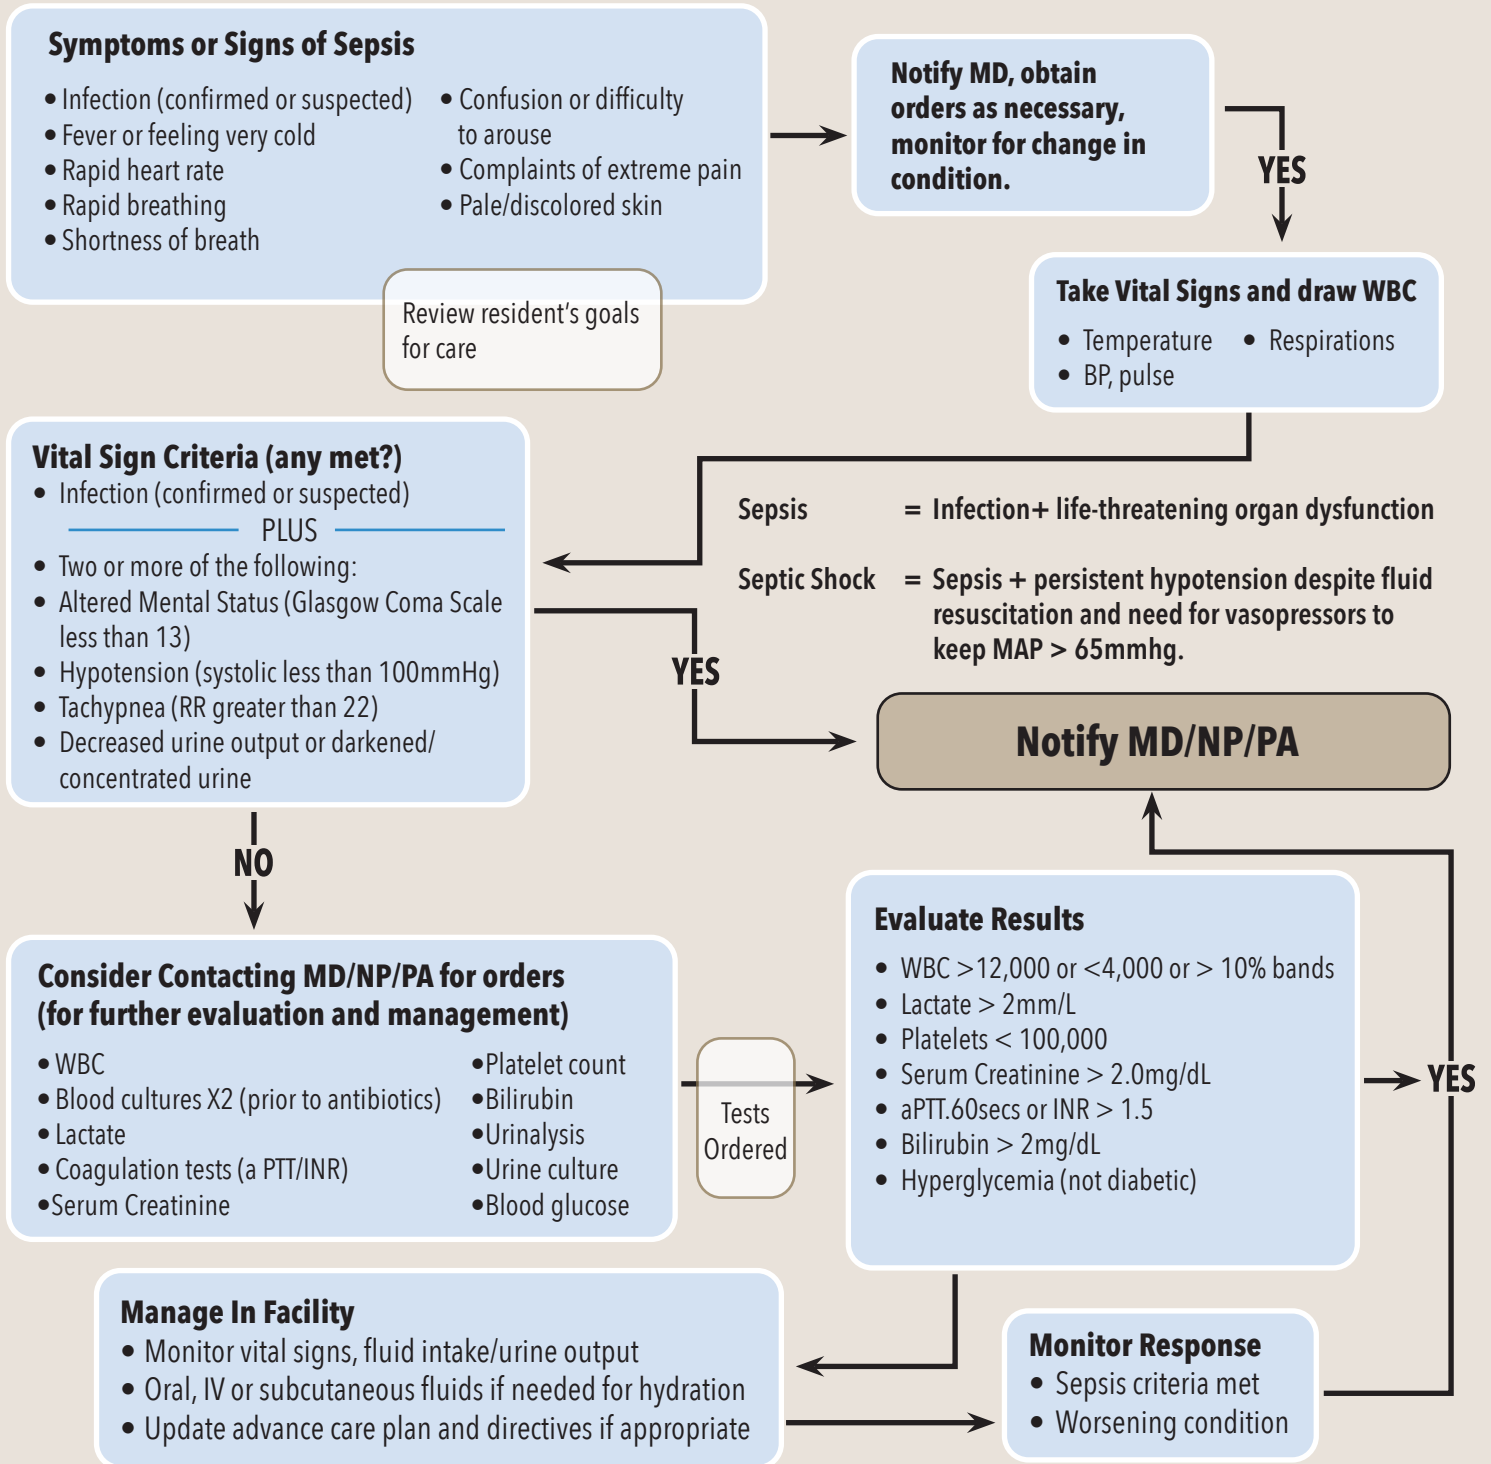 Symptoms or Signs of Sepsis
• Infection (confirmed or suspected)
• Fever or feeling very cold
• Rapid heart rate
• Rapid breathing
• Shortness of breath
• Confusion or difficulty
to arouse
• Complaints of extreme pain
• Pale/discolored skin
Review resident's goals
for care
Notify MD, obtain
orders as necessary,
monitor for change in
condition.
YES
Take Vital Signs and draw WBC
• Temperature
• BP, pulse
• Respirations
Vital Sign Criteria (any met?)
• Infection (confirmed or suspected)
PLUS
• Two or more of the following:
• Altered Mental Status (Glasgow Coma Scale
less than 13)
• Hypotension (systolic less than 100mmHg)
• Tachypnea (RR greater than 22)
• Decreased urine output or darkened/
concentrated urine
Sepsis = Infection+ life-threatening organ dysfunction
Septic Shock = Sepsis + persistent hypotension despite fluid
resuscitation and need for vasopressors to
keep MAP > 65mmhg.
YES
Notify MD/NP/PA
NO
Consider Contacting MD/NP/PA for orders
(for further evaluation and management)
•WBC
•Blood cultures X2 (prior to antibiotics)
•Lactate
•Coagulation tests (a PTT/INR)
•Serum Creatinine
•Platelet count
•Bilirubin
•Urinalysis
•Urine culture
•Blood glucose
Tests
Ordered
Evaluate Results
• WBC >12,000 or <4,000 or > 10% bands
• Lactate > 2mm/L
• Platelets < 100,000
• Serum Creatinine > 2.0mg/dL
• aPTT.60secs or INR > 1.5
• Bilirubin > 2mg/dL
• Hyperglycemia (not diabetic)
YES
Manage In Facility
• Monitor vital signs, fluid intake/urine output
• Oral, IV or subcutaneous fluids if needed for hydration
• Update advance care plan and directives if appropriate
Monitor Response
• Sepsis criteria met
• Worsening condition